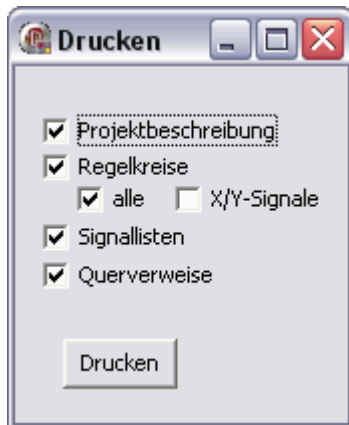 Drucken
Projektbeschreibung
Regelkreise
alle X/Y-Signale
Signallisten
Querverweise
Drucken